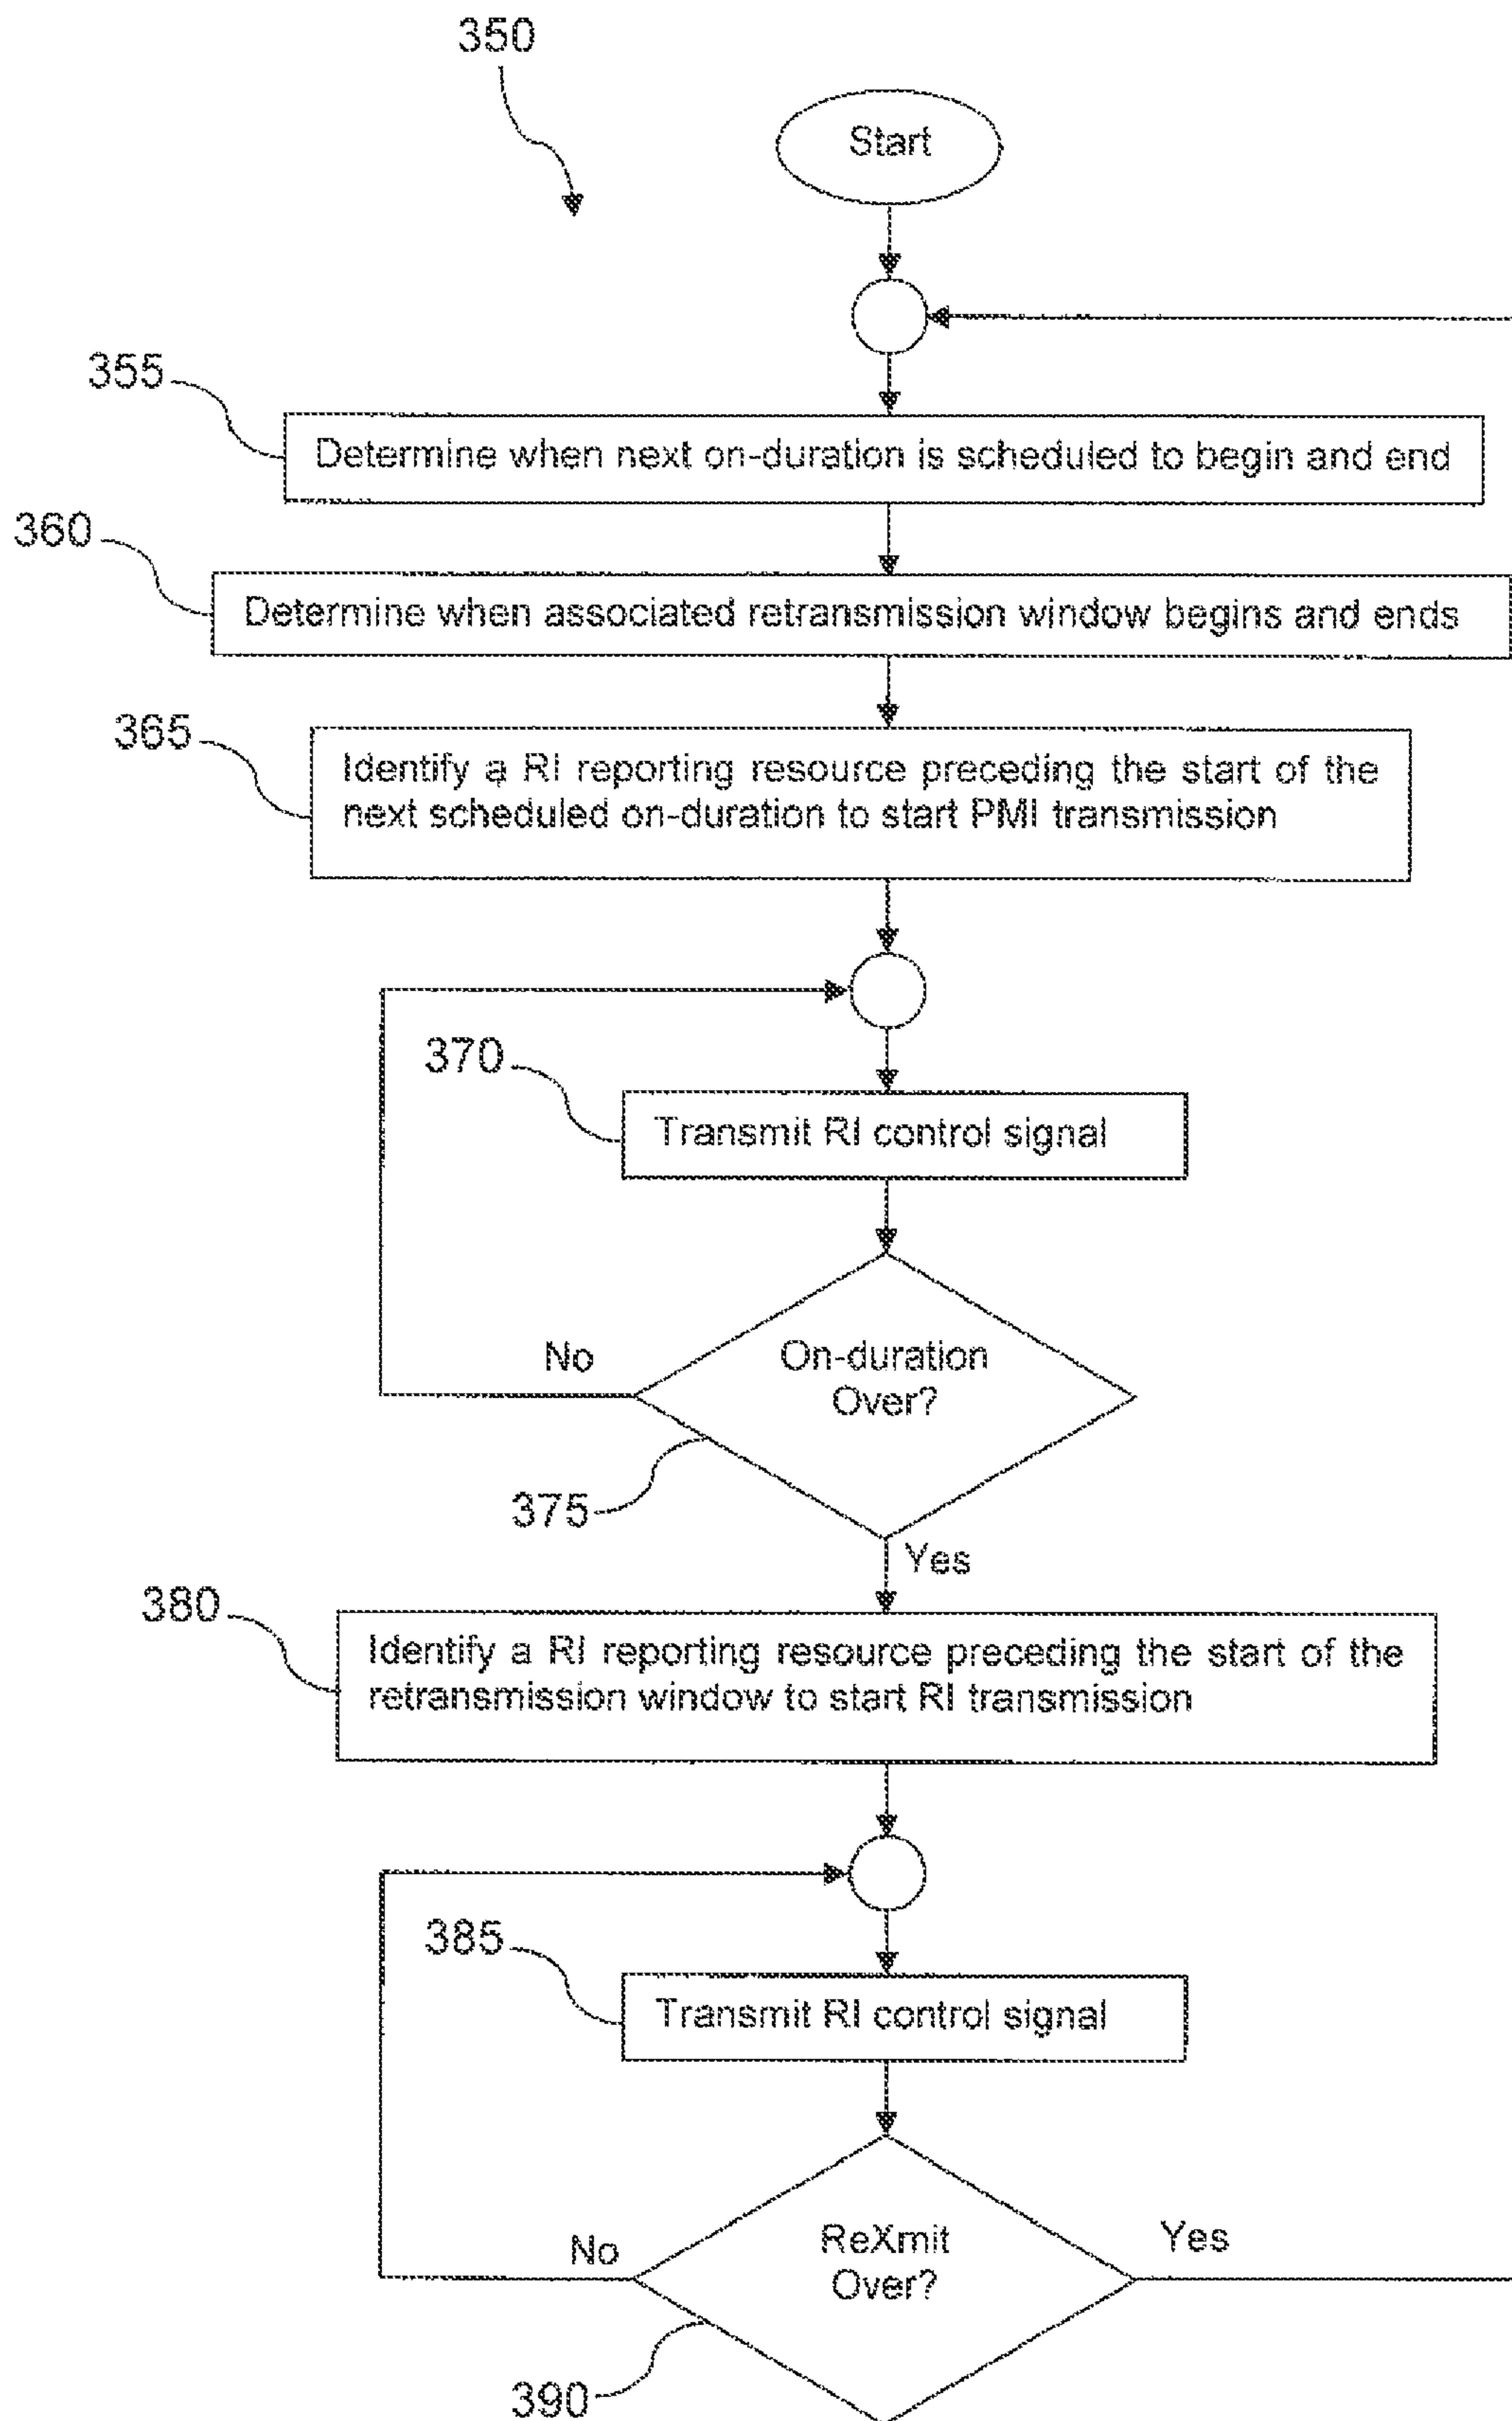 350
Start
355
Determine when next on-duration is scheduled to begin and end
360
Determine when associated retransmission window begins and ends
365
Identify a RI reporting resource preceding the start of the
next scheduled on-duration to start PMI transmission
370
Transmit RI control signal
On-duration
Over?
No
375
Yes
380
Identify a RI reporting resource preceding the start of the
retransmission window to start RI transmission
385
Transmit RI control signal
ReXmit
Over?
No
Yes
390